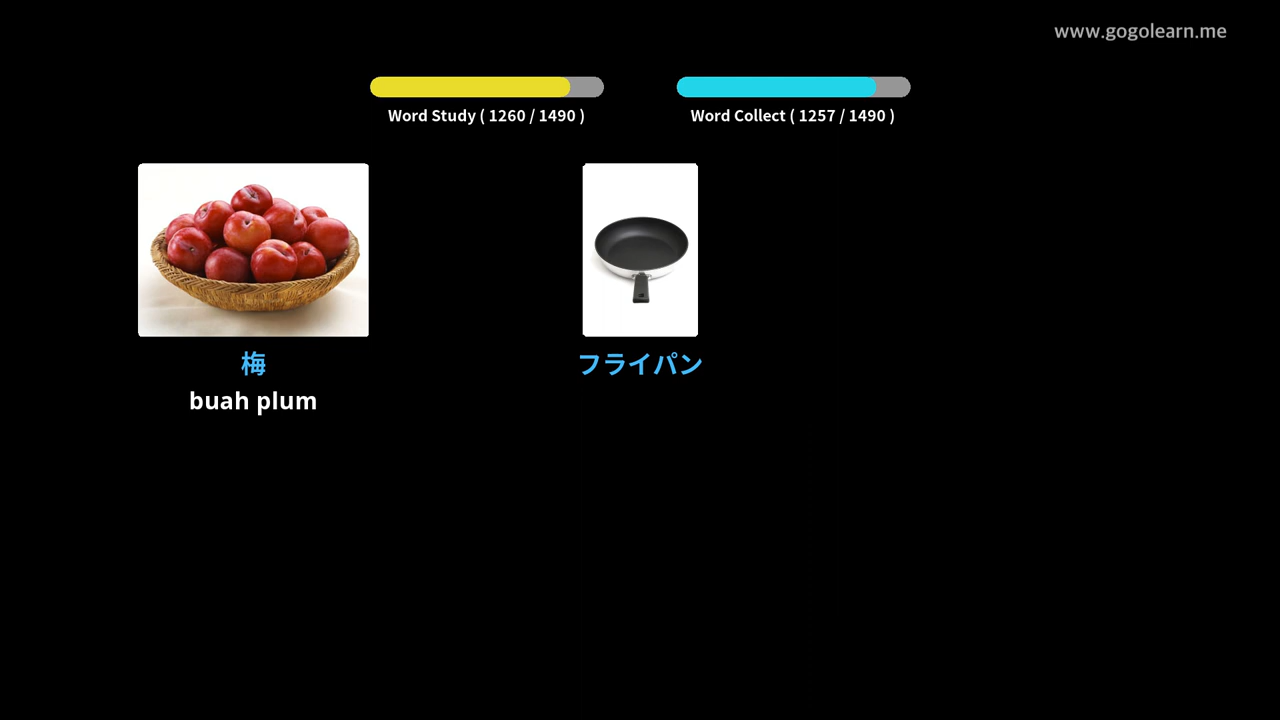 www.gogolearn.me
Word Study ( 1260 / 1490 )
Word Collect ( 1257 / 1490 )
梅
buah plum
フライパン